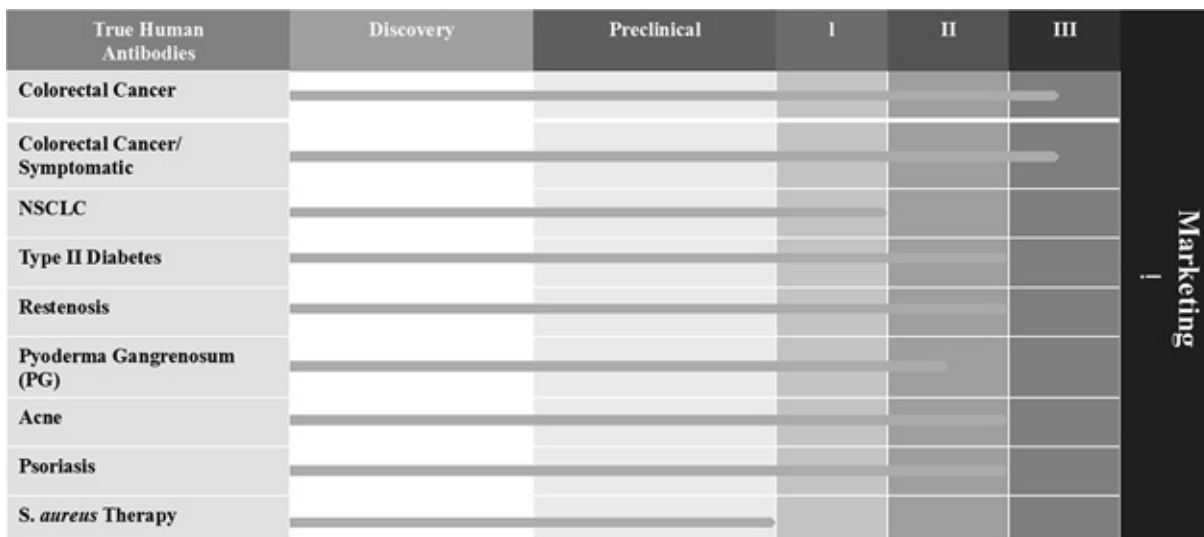 True Human
Antibodies
Discovery
Preclinical
I
II
III
Colorectal Cancer
Colorectal Cancer/
Symptomatic
NSCLC
Type II Diabetes
Restenosis
Pyoderma Gangrenosum
(PG)
Acne
Psoriasis
S. aureus Therapy
Marketing